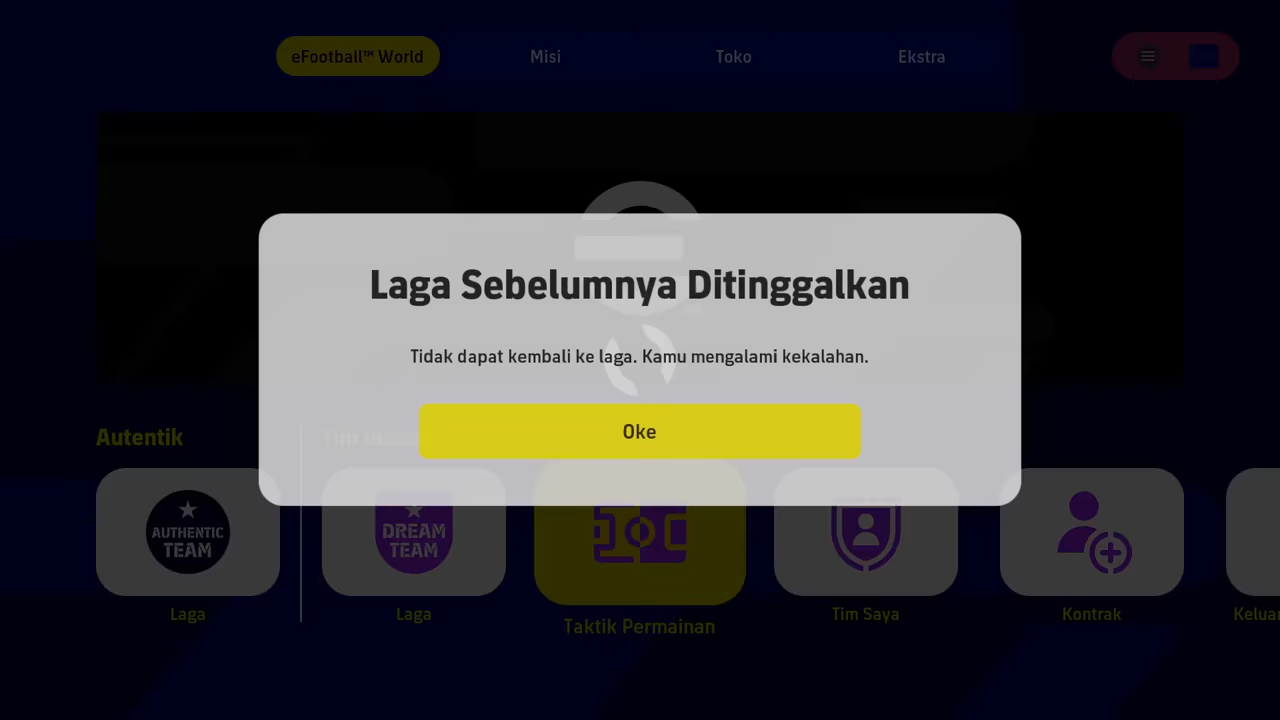 eFootball™ World
Misi
Toko
Ekstra
Laga Sebelumnya Ditinggalkan
Tidak dapat kembali ke laga. Kamu mengalami kekalahan.
Oke
Autentik
AUTHENTIC
TEAM
DREAM
TEAM
Laga
Laga
Taktik Permainan
Tim Saya
Kontrak